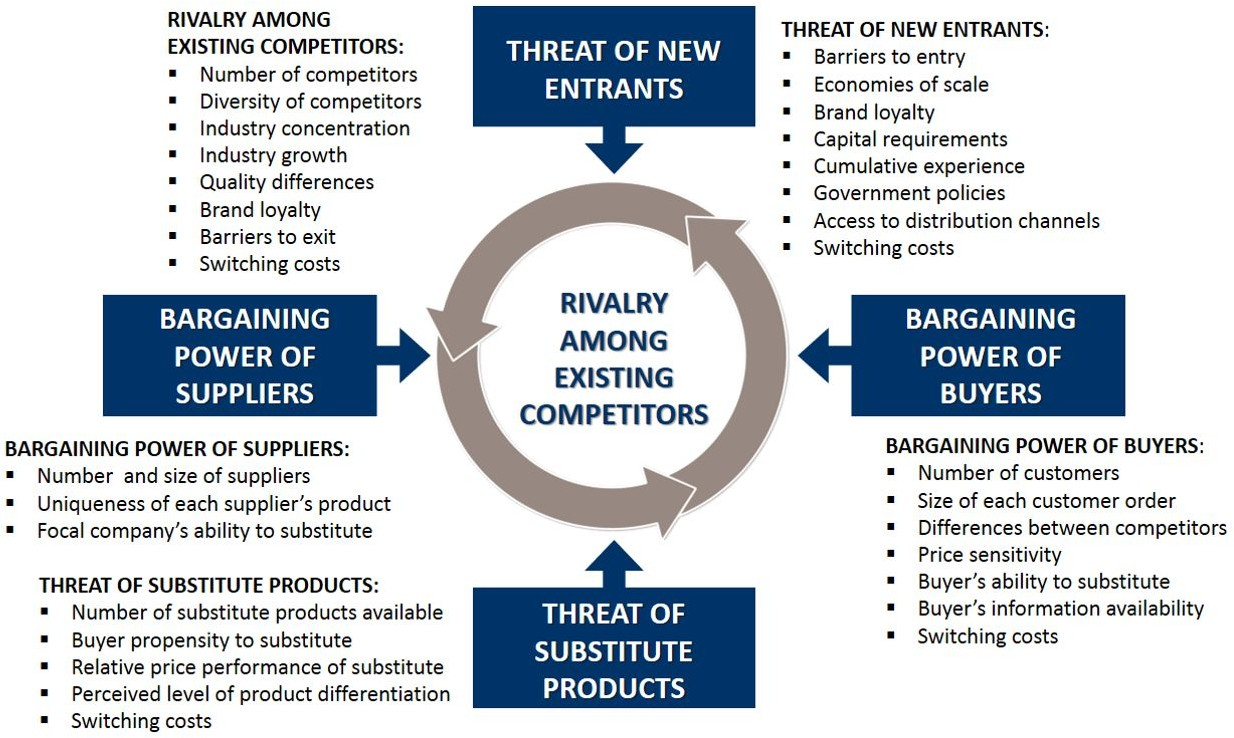 RIVALRY AMONG
EXISTING COMPETITORS:
▪ Number of competitors
▪ Diversity of competitors
▪ Industry concentration
▪ Industry growth
▪ Quality differences
▪ Brand loyalty
▪ Barriers to exit
▪ Switching costs
THREAT OF NEW
ENTRANTS
THREAT OF NEW ENTRANTS:
▪ Barriers to entry
▪ Economies of scale
▪ Brand loyalty
▪ Capital requirements
▪ Cumulative experience
▪ Government policies
▪ Access to distribution channels
▪ Switching costs
BARGAINING
POWER OF
SUPPLIERS
RIVALRY
AMONG
EXISTING
COMPETITORS
BARGAINING
POWER OF
BUYERS
BARGAINING POWER OF SUPPLIERS:
▪ Number and size of suppliers
▪ Uniqueness of each supplier's product
▪ Focal company's ability to substitute
BARGAINING POWER OF BUYERS:
▪ Number of customers
▪ Size of each customer order
▪ Differences between competitors
▪ Price sensitivity
▪ Buyer's ability to substitute
▪ Buyer's information availability
▪ Switching costs
THREAT OF SUBSTITUTE PRODUCTS:
▪ Number of substitute products available
▪ Buyer propensity to substitute
▪ Relative price performance of substitute
▪ Perceived level of product differentiation
▪ Switching costs
THREAT OF
SUBSTITUTE
PRODUCTS